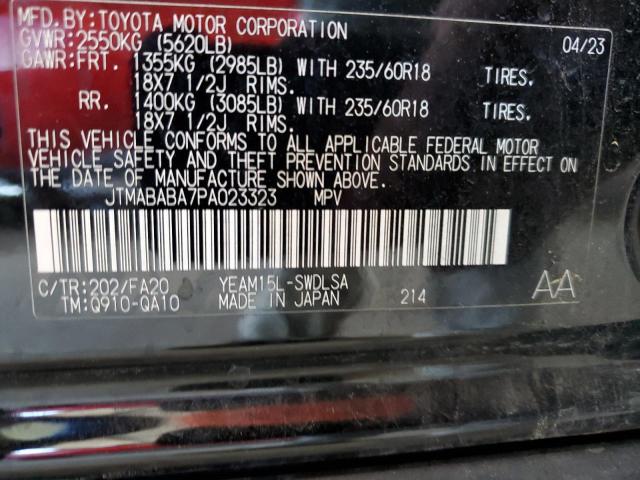 MFD.BY:TOYOTA MOTOR CORPORATION
GVWR:2550KG (5620LB) 04/23
GAWR:FRT. 1355KG (2985LB) WITH 235/60R18 TIRES.
18X7 1/2J RIMS.
RR. 1400KG (3085LB) WITH 235/60R18 TIRES.
18X7 1/2J RIMS.
THIS VEHICLE CONFORMS TO ALL APPLICABLE FEDERAL MOTOR
VEHICLE SAFETY AND THEFT PREVENTION STANDARDS IN EFFECT ON
THE DATE OF MANUFACTURE SHOWN ABOVE.
JTMABABA7PA023323 MPV
C/TR:202/FA20 YEAM15L-SWDLSA
TM:Q910-QA10 MADE IN JAPAN 214 AA